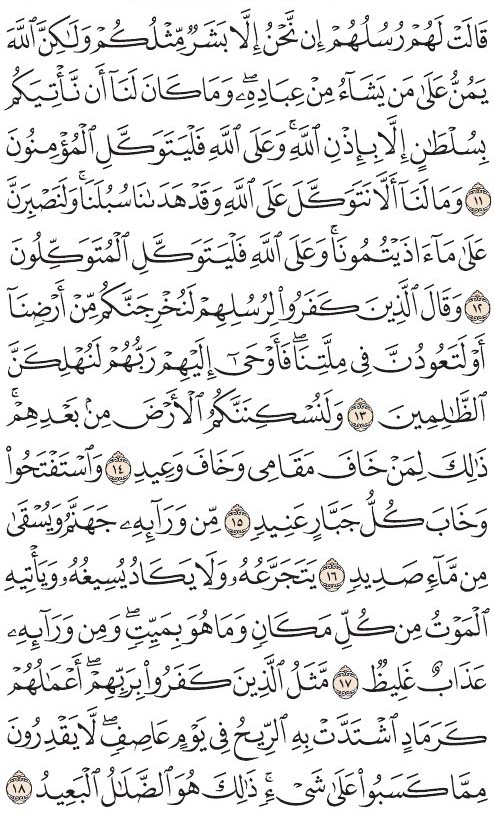 قَالَتْ لَهُمْ رُسُلُهُمْ إِن نَّحْنُ إِلَّا بَشَرٌ مِّثْلُكُمْ وَلَٰكِنَّ ٱللَّهَ
يَمُنُّ عَلَىٰ مَن يَشَآءُ مِنْ عِبَادِهِۦ ۖ وَمَا كَانَ لَنَآ أَن نَّأْتِيَكُم
بِسُلْطَٰنٍ إِلَّا بِإِذْنِ ٱللَّهِ ۚ وَعَلَى ٱللَّهِ فَلْيَتَوَكَّلِ ٱلْمُؤْمِنُونَ
١١ وَمَا لَنَآ أَلَّا نَتَوَكَّلَ عَلَى ٱللَّهِ وَقَدْ هَدَىٰنَا سُبُلَنَا ۚ وَلَنَصْبِرَنَّ
عَلَىٰ مَآ ءَاذَيْتُمُونَا ۚ وَعَلَى ٱللَّهِ فَلْيَتَوَكَّلِ ٱلْمُتَوَكِّلُونَ
١٢ وَقَالَ ٱلَّذِينَ كَفَرُوا۟ لِرُسُلِهِمْ لَنُخْرِجَنَّكُم مِّنْ أَرْضِنَآ
أَوْ لَتَعُودُنَّ فِى مِلَّتِنَا ۖ فَأَوْحَىٰٓ إِلَيْهِمْ رَبُّهُمْ لَنُهْلِكَنَّ
ٱلظَّٰلِمِينَ ١٣ وَلَنُسْكِنَنَّكُمُ ٱلْأَرْضَ مِنۢ بَعْدِهِمْ ۚ
ذَٰلِكَ لِمَنْ خَافَ مَقَامِى وَخَافَ وَعِيدِ ١٤ وَٱسْتَفْتَحُوا۟
وَخَابَ كُلُّ جَبَّارٍ عَنِيدٍ ١٥ مِّن وَرَآئِهِۦ جَهَنَّمُ وَيُسْقَىٰ
مِن مَّآءٍ صَدِيدٍ ١٦ يَتَجَرَّعُهُۥ وَلَا يَكَادُ يُسِيغُهُۥ وَيَأْتِيهِ
ٱلْمَوْتُ مِن كُلِّ مَكَانٍ وَمَا هُوَ بِمَيِّتٍ ۖ وَمِن وَرَآئِهِۦ
عَذَابٌ غَلِيظٌ ١٧ مَّثَلُ ٱلَّذِينَ كَفَرُوا۟ بِرَبِّهِمْ ۖ أَعْمَٰلُهُمْ
كَرَمَادٍ ٱشْتَدَّتْ بِهِ ٱلرِّيحُ فِى يَوْمٍ عَاصِفٍ ۖ لَّا يَقْدِرُونَ
مِمَّا كَسَبُوا۟ عَلَىٰ شَىْءٍ ۚ ذَٰلِكَ هُوَ ٱلضَّلَٰلُ ٱلْبَعِيدُ ١٨